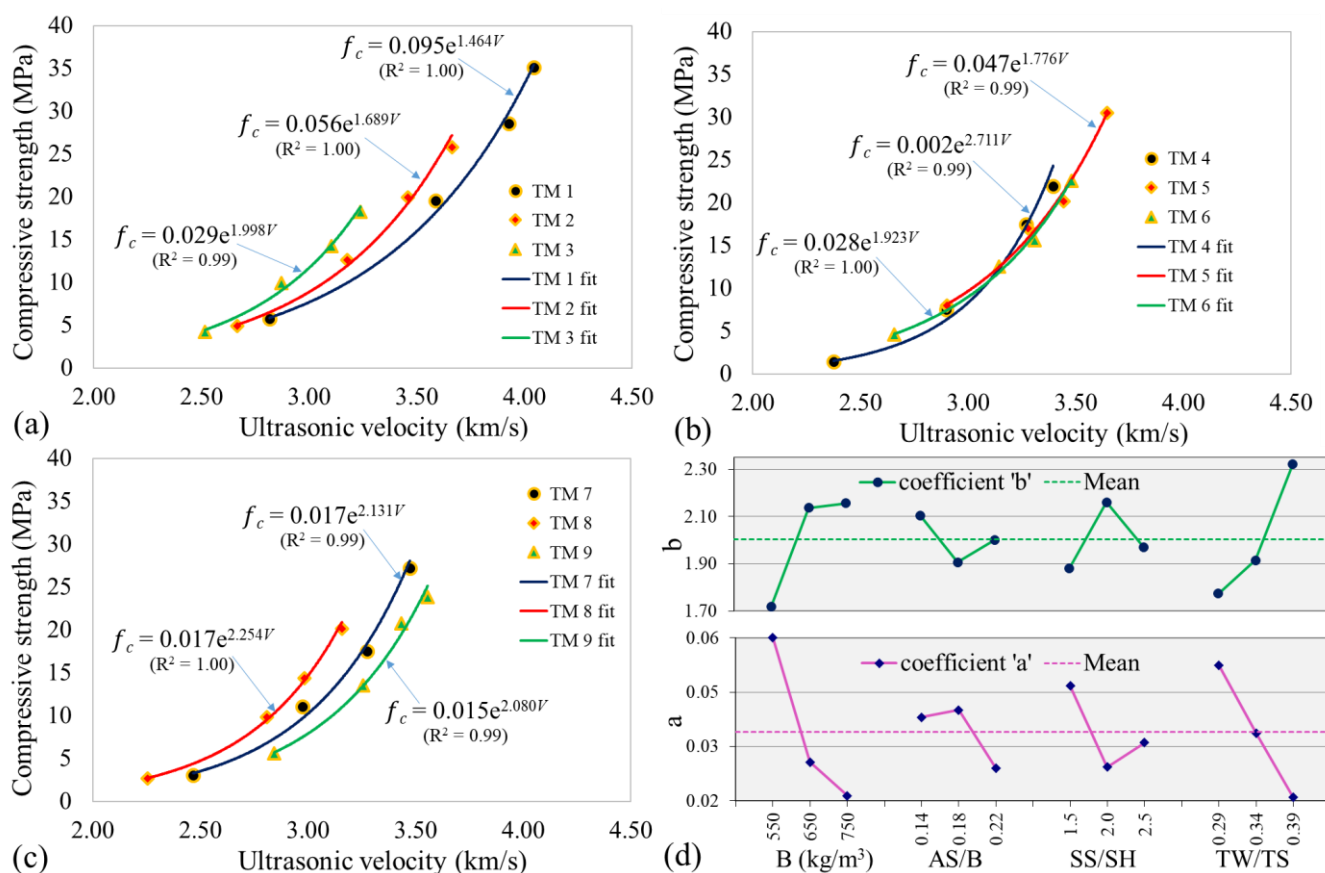 40
35
30
25
20
15
10
5
0
Compressive strength (MPa)
f_c = 0.095e^{1.464V}
(R² = 1.00)
f_c = 0.056e^{1.689V}
(R² = 1.00)
f_c = 0.029e^{1.998V}
(R² = 0.99)
TM 1
TM 2
TM 3
TM 1 fit
TM 2 fit
TM 3 fit
2.00 2.50 3.00 3.50 4.00 4.50
(a) Ultrasonic velocity (km/s)
40
35
30
25
20
15
10
5
0
Compressive strength (MPa)
f_c = 0.047e^{1.776V}
(R² = 0.99)
f_c = 0.002e^{2.711V}
(R² = 0.99)
f_c = 0.028e^{1.923V}
(R² = 1.00)
TM 4
TM 5
TM 6
TM 4 fit
TM 5 fit
TM 6 fit
2.00 2.50 3.00 3.50 4.00 4.50
(b) Ultrasonic velocity (km/s)
40
35
30
25
20
15
10
5
0
Compressive strength (MPa)
f_c = 0.017e^{2.131V}
(R² = 0.99)
f_c = 0.017e^{2.254V}
(R² = 1.00)
f_c = 0.015e^{2.080V}
(R² = 0.99)
TM 7
TM 8
TM 9
TM 7 fit
TM 8 fit
TM 9 fit
2.00 2.50 3.00 3.50 4.00 4.50
(c) Ultrasonic velocity (km/s)
2.30
2.10
1.90
1.70
b
coefficient 'b' Mean
0.06
0.05
0.03
0.02
a
coefficient 'a' Mean
550 650 750 0.14 0.18 0.22 1.5 2.0 2.5 0.29 0.34 0.39
(d) B (kg/m³) AS/B SS/SH TW/TS